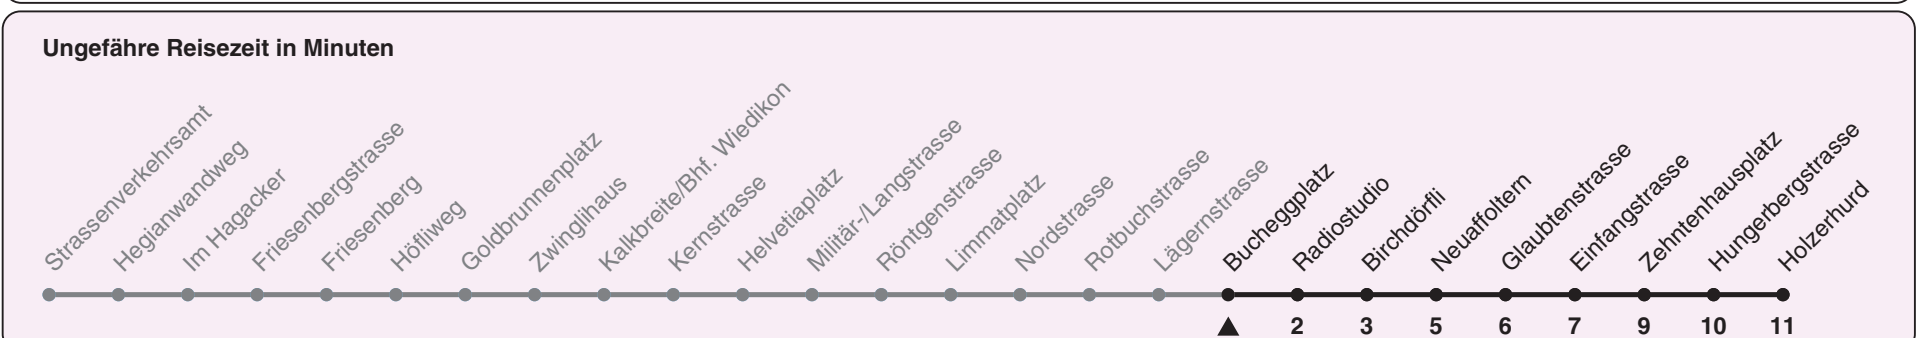 Ungefähre Reisezeit in Minuten
Strassenverkehrsamt
Hegianwandweg
Im Hagacker
Friesenbergstrasse
Friesenberg
Höfliweg
Goldbrunnenplatz
Zwinglihaus
Kalkbreite/Bhf. Wiedikon
Kernstrasse
Helvetiaplatz
Militär-/Langstrasse
Röntgenstrasse
Limmatplatz
Nordstrasse
Rotbuchstrasse
Lägernstrasse
Bucheggplatz
Radiostudio
Birchdörfli
Neuaffoltern
Glaubtenstrasse
Einfangstrasse
Zehntenhausplatz
Hungerbergstrasse
Holzerhurd
2 3 5 6 7 9 10 11